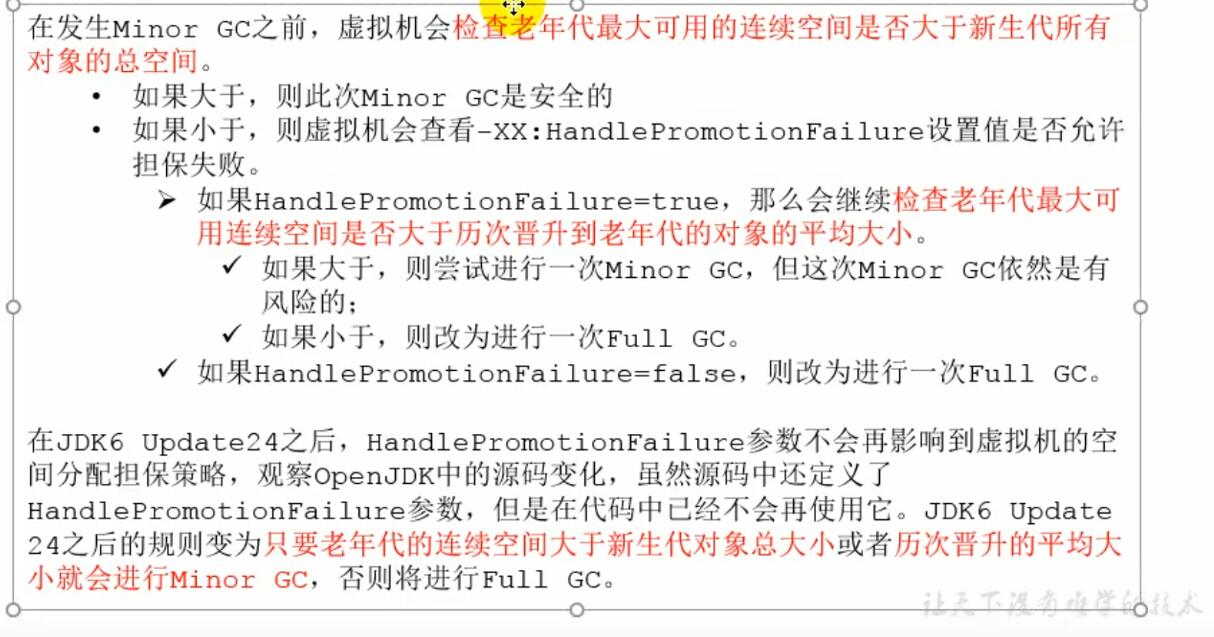 在发生Minor GC之前，虚拟机会检查老年代最大可用的连续空间是否大于新生代所有
对象的总空间。
• 如果大于，则此次Minor GC是安全的
• 如果小于，则虚拟机会查看-XX:HandlePromotionFailure设置值是否允许
担保失败。
➢ 如果HandlePromotionFailure=true，那么会继续检查老年代最大可
用连续空间是否大于历次晋升到老年代的对象的平均大小。
✓ 如果大于，则尝试进行一次Minor GC，但这次Minor GC依然是有
风险的；
✓ 如果小于，则改为进行一次Full GC。
✓ 如果HandlePromotionFailure=false，则改为进行一次Full GC。
在JDK6 Update24之后，HandlePromotionFailure参数不会再影响到虚拟机的空
间分配担保策略，观察OpenJDK中的源码变化，虽然源码中还定义了
HandlePromotionFailure参数，但是在代码中已经不会再使用它。JDK6 Update
24之后的规则变为只要老年代的连续空间大于新生代对象总大小或者历次晋升的平均大
小就会进行Minor GC，否则将进行Full GC。
让天下没有难学的技术